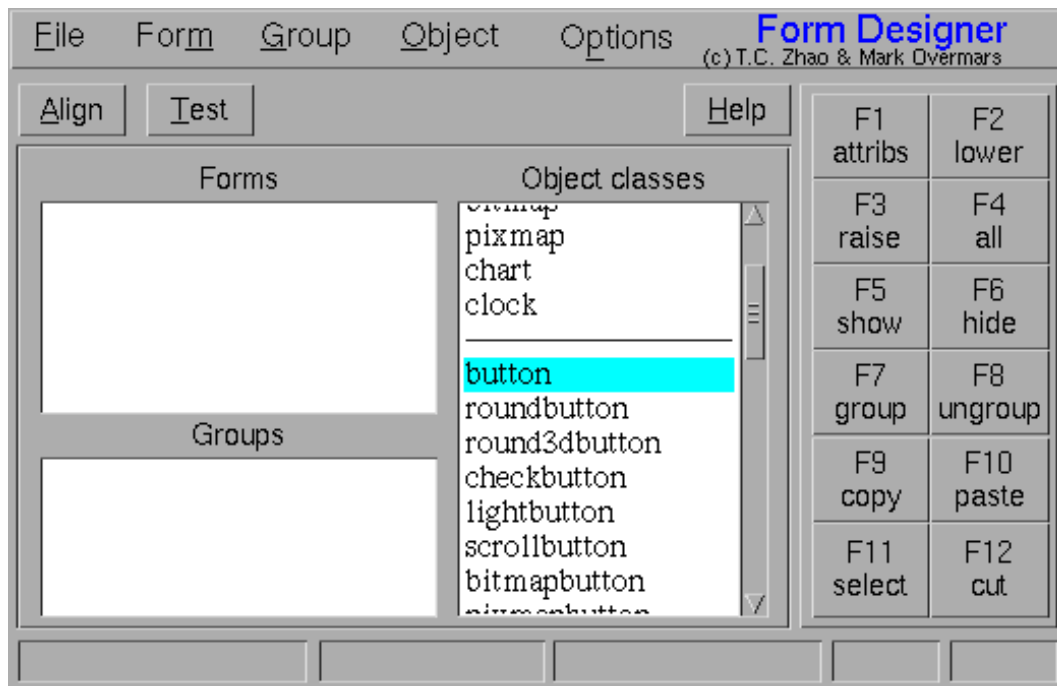 File Form Group Object Options Form Designer
(c) T.C. Zhao & Mark Overmars
Align Test Help
Forms
Object classes
bitmap
pixmap
chart
clock
button
roundbutton
round3dbutton
checkbutton
lightbutton
scrollbutton
bitmapbutton
pixmapbutton
Groups
F1
attribs
F2
lower
F3
raise
F4
all
F5
show
F6
hide
F7
group
F8
ungroup
F9
copy
F10
paste
F11
select
F12
cut